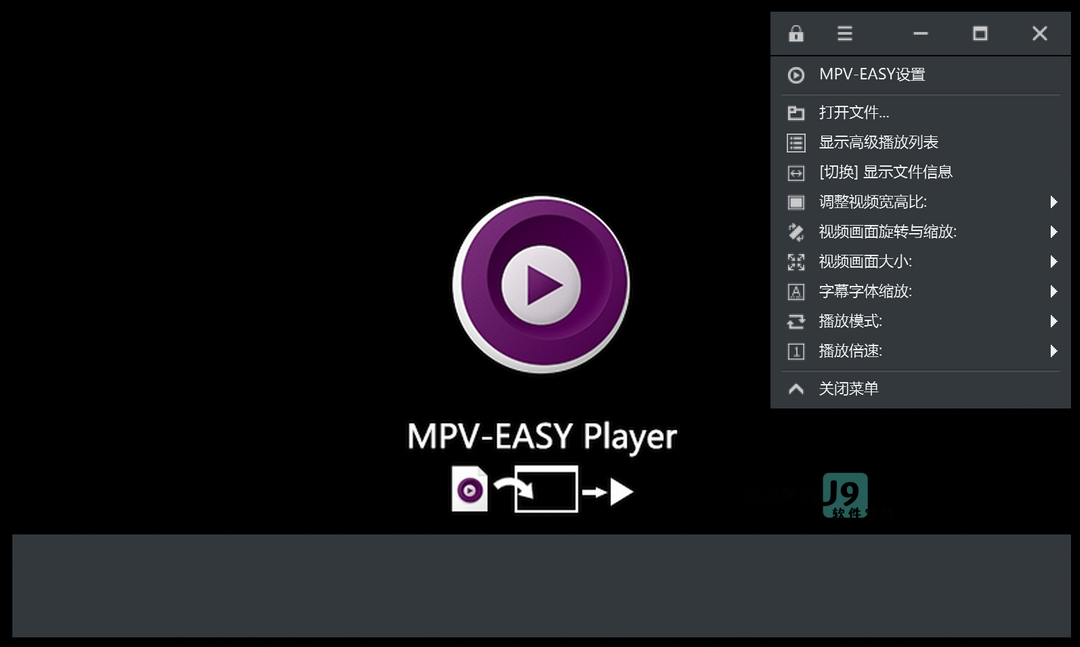 MPV-EASY设置
打开文件...
显示高级播放列表
[切换] 显示文件信息
调整视频宽高比:
视频画面旋转与缩放:
视频画面大小:
A 字幕字体缩放:
播放模式:
1 播放倍速:
关闭菜单
MPV-EASY Player
J9
软件